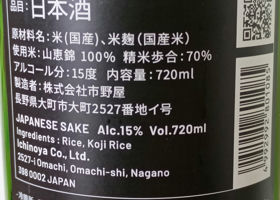 品目：日本酒
原材料名：米（国産）、米麹（国産米）
使用米：山恵錦 100％ 精米歩合：70％
アルコール分：15度 内容量：720ml
製造者：株式会社市野屋
長野県大町市大町2527番地イ号
JAPANESE SAKE Alc.15% Vol.720ml
Ingredients : Rice, Koji Rice
Ichinoya Co., Ltd.
2527-i Omachi, Omachi-shi, Nagano
398 0002 JAPAN